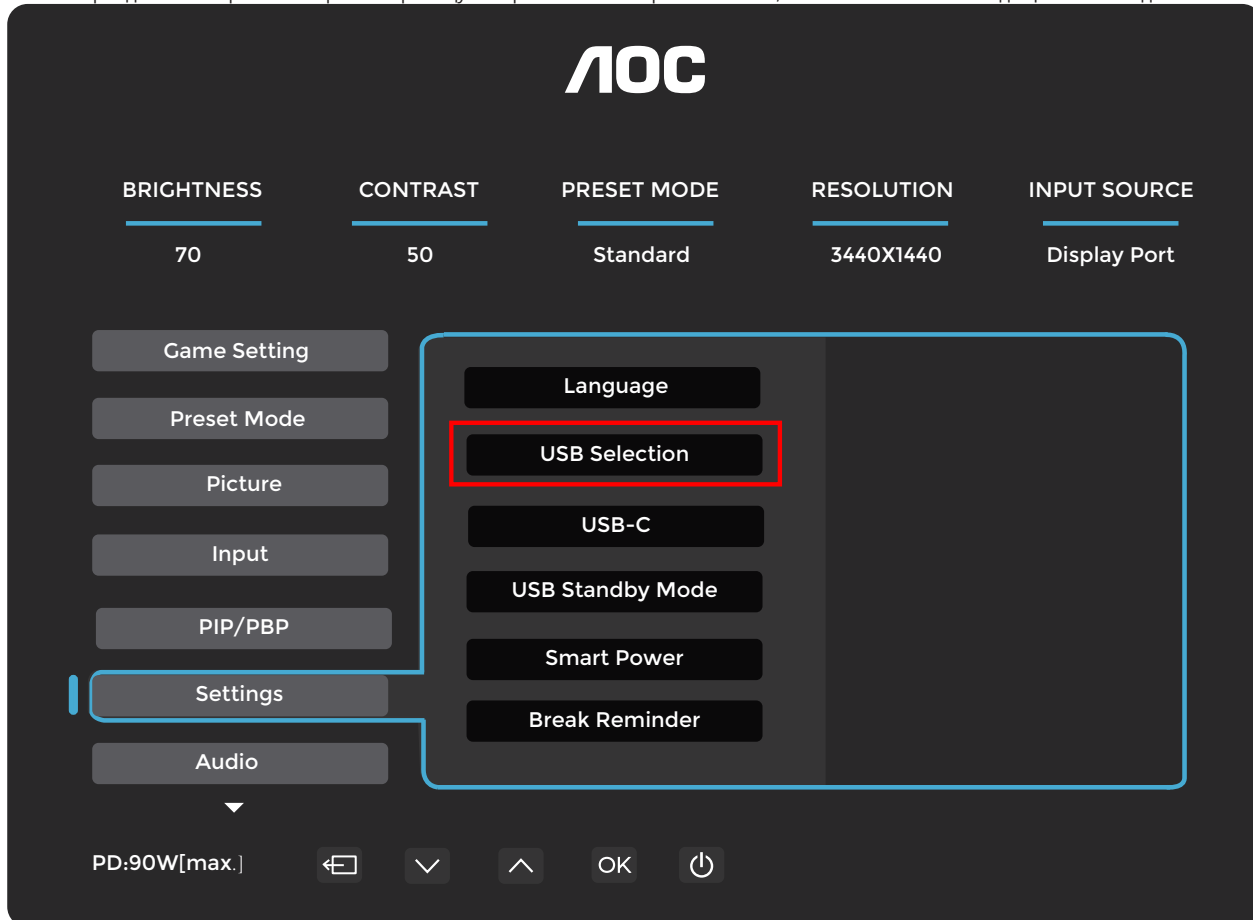 AOC
BRIGHTNESS CONTRAST PRESET MODE RESOLUTION INPUT SOURCE
70 50 Standard 3440X1440 Display Port
Game Setting
Preset Mode
Picture
Input
PIP/PBP
Settings
Audio
Language
USB Selection
USB-C
USB Standby Mode
Smart Power
Break Reminder
PD:90W[max.]
OK